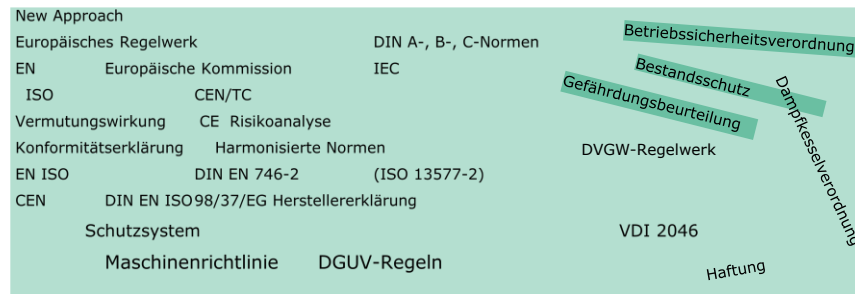 New Approach
Europäisches Regelwerk DIN A-, B-, C-Normen
EN Europäische Kommission IEC
ISO CEN/TC
Vermutungswirkung CE Risikoanalyse
Konformitätserklärung Harmonisierte Normen
EN ISO DIN EN 746-2 (ISO 13577-2)
CEN DIN EN ISO98/37/EG Herstellererklärung
Schutzsystem
Maschinenrichtlinie DGUV-Regeln
Betriebssicherheitsverordnung
Bestandsschutz
Gefährdungsbeurteilung
Dampfkesselverordnung
DVGW-Regelwerk
VDI 2046
Haftung